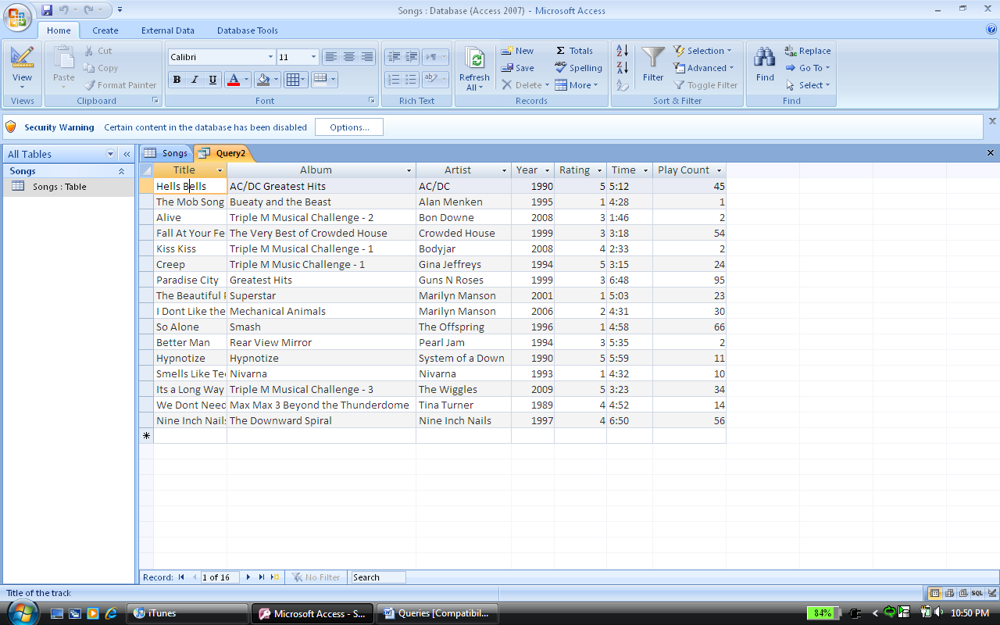 Songs : Database (Access 2007) - Microsoft Access
Home Create External Data Database Tools
View Paste Cut Copy Format Painter
Calibri 11
B I U A
Refresh All New Save Delete Totals Spelling More
Filter Selection Advanced Toggle Filter
Find Replace Go To Select
Views Clipboard Font Rich Text Records Sort & Filter Find
Security Warning Certain content in the database has been disabled Options...
All Tables «
Songs
Songs : Table
Songs Query2
Title Album Artist Year Rating Time Play Count
Hells Bells AC/DC Greatest Hits AC/DC 1990 5 5:12 45
The Mob Song Bueaty and the Beast Alan Menken 1995 1 4:28 1
Alive Triple M Musical Challenge - 2 Bon Downe 2008 3 1:46 2
Fall At Your Fe The Very Best of Crowded House Crowded House 1999 3 3:18 54
Kiss Kiss Triple M Musical Challenge - 1 Bodyjar 2008 4 2:33 2
Creep Triple M Music Challenge - 1 Gina Jeffreys 1994 5 3:15 24
Paradise City Greatest Hits Guns N Roses 1999 3 6:48 95
The Beautiful Superstar Marilyn Manson 2001 1 5:03 23
I Dont Like the Mechanical Animals Marilyn Manson 2006 2 4:31 30
So Alone Smash The Offspring 1996 1 4:58 66
Better Man Rear View Mirror Pearl Jam 1994 3 5:35 2
Hypnotize Hypnotize System of a Down 1990 5 5:59 11
Smells Like Tee Nivarna Nivarna 1993 1 4:32 10
Its a Long Way Triple M Musical Challenge - 3 The Wiggles 2009 5 3:23 34
We Dont Need Max Max 3 Beyond the Thunderdome Tina Turner 1989 4 4:52 14
Nine Inch Nails The Downward Spiral Nine Inch Nails 1997 4 6:50 56
Record: 1 of 16 No Filter Search
Title of the track
SQL
iTunes Microsoft Access - S... Queries [Compatibil... 84% 10:50 PM